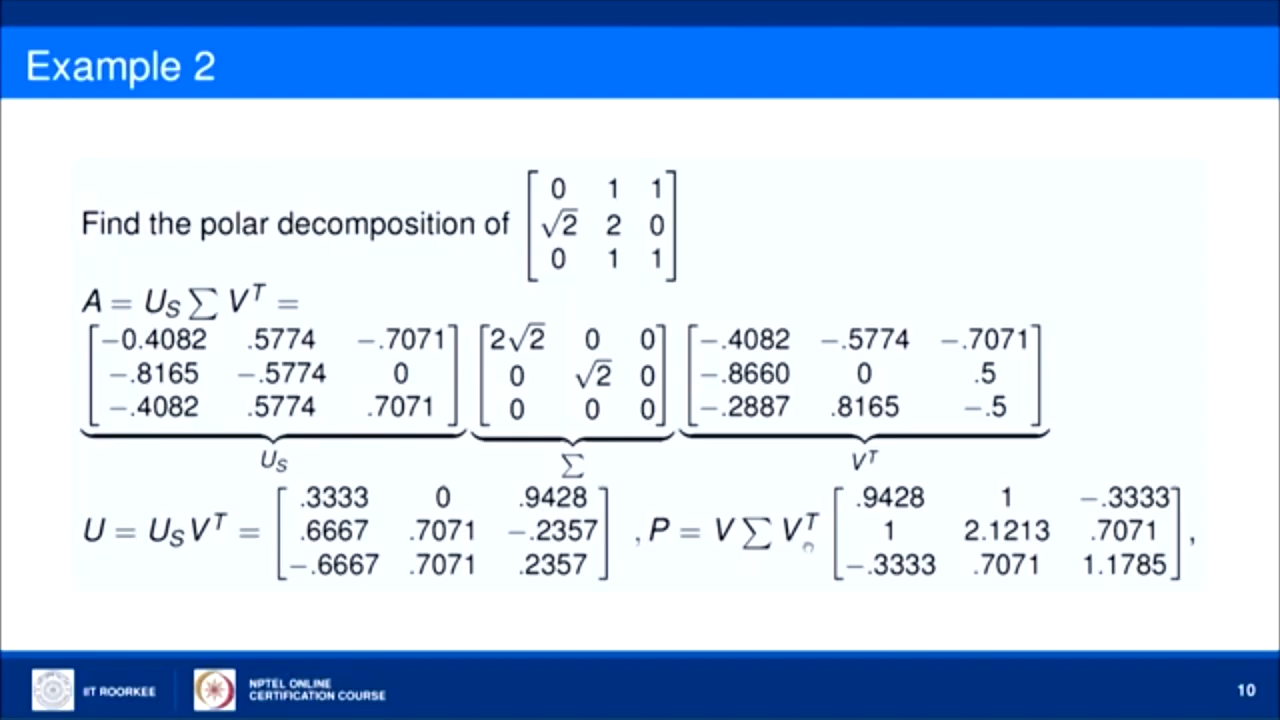 Example 2
Find the polar decomposition of [0 1 1; √2 2 0; 0 1 1]
A = U_S ∑ V^T =
[−0.4082 .5774 −.7071; −.8165 −.5774 0; −.4082 .5774 .7071] [2√2 0 0; 0 √2 0; 0 0 0] [−.4082 −.5774 −.7071; −.8660 0 .5; −.2887 .8165 −.5]
U_S ∑ V^T
U = U_S V^T = [.3333 0 .9428; .6667 .7071 −.2357; −.6667 .7071 .2357] , P = V ∑ V^T [.9428 1 −.3333; 1 2.1213 .7071; −.3333 .7071 1.1785] ,
IIT ROORKEE
NPTEL ONLINE
CERTIFICATION COURSE
10